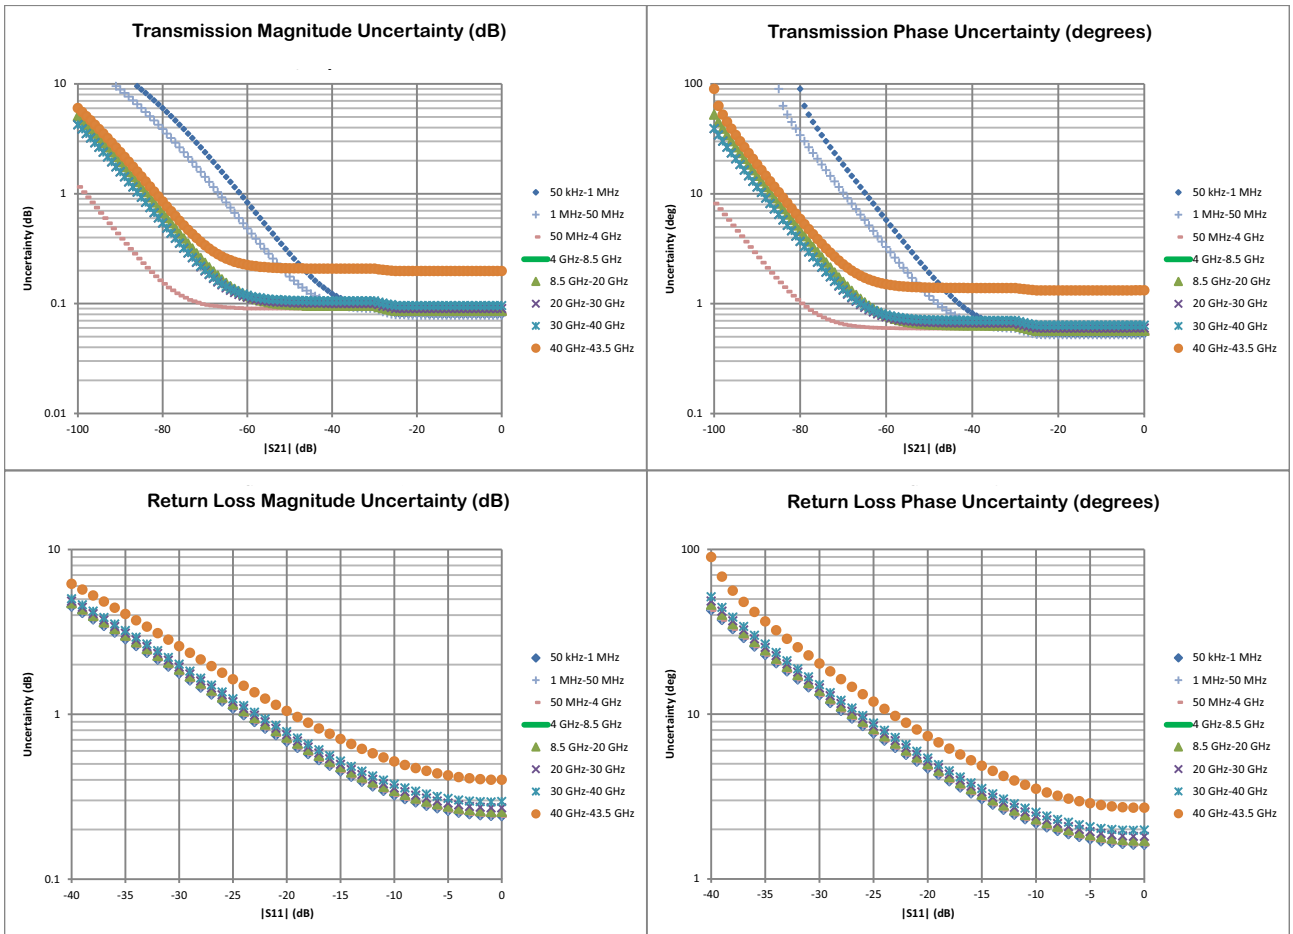 Transmission Magnitude Uncertainty (dB)
Uncertainty (dB)
10
1
0.1
0.01
-100
-80
-60
-40
-20
0
|S21| (dB)
50 kHz-1 MHz
1 MHz-50 MHz
50 MHz-4 GHz
4 GHz-8.5 GHz
8.5 GHz-20 GHz
20 GHz-30 GHz
30 GHz-40 GHz
40 GHz-43.5 GHz
Transmission Phase Uncertainty (degrees)
Uncertainty (deg)
100
10
1
0.1
-100
-80
-60
-40
-20
0
|S21| (dB)
50 kHz-1 MHz
1 MHz-50 MHz
50 MHz-4 GHz
4 GHz-8.5 GHz
8.5 GHz-20 GHz
20 GHz-30 GHz
30 GHz-40 GHz
40 GHz-43.5 GHz
Return Loss Magnitude Uncertainty (dB)
Uncertainty (dB)
10
1
0.1
-40
-35
-30
-25
-20
-15
-10
-5
0
|S11| (dB)
50 kHz-1 MHz
1 MHz-50 MHz
50 MHz-4 GHz
4 GHz-8.5 GHz
8.5 GHz-20 GHz
20 GHz-30 GHz
30 GHz-40 GHz
40 GHz-43.5 GHz
Return Loss Phase Uncertainty (degrees)
Uncertainty (deg)
100
10
1
-40
-35
-30
-25
-20
-15
-10
-5
0
|S11| (dB)
50 kHz-1 MHz
1 MHz-50 MHz
50 MHz-4 GHz
4 GHz-8.5 GHz
8.5 GHz-20 GHz
20 GHz-30 GHz
30 GHz-40 GHz
40 GHz-43.5 GHz